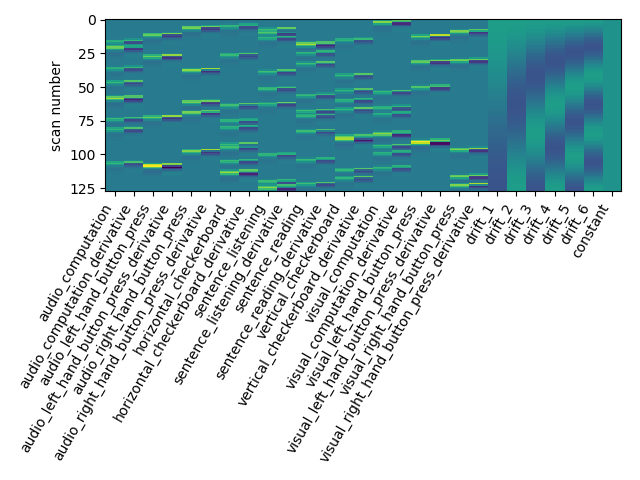 0
25
50
75
100
125
scan number
audio_computation
audio_computation_derivative
audio_left_hand_button_press
audio_left_hand_button_press_derivative
audio_right_hand_button_press
audio_right_hand_button_press_derivative
horizontal_checkerboard
horizontal_checkerboard_derivative
sentence_listening
sentence_listening_derivative
sentence_reading
sentence_reading_derivative
vertical_checkerboard
vertical_checkerboard_derivative
visual_computation
visual_computation_derivative
visual_left_hand_button_press
visual_left_hand_button_press_derivative
visual_right_hand_button_press
visual_right_hand_button_press_derivative
drift_1
drift_2
drift_3
drift_4
drift_5
drift_6
constant